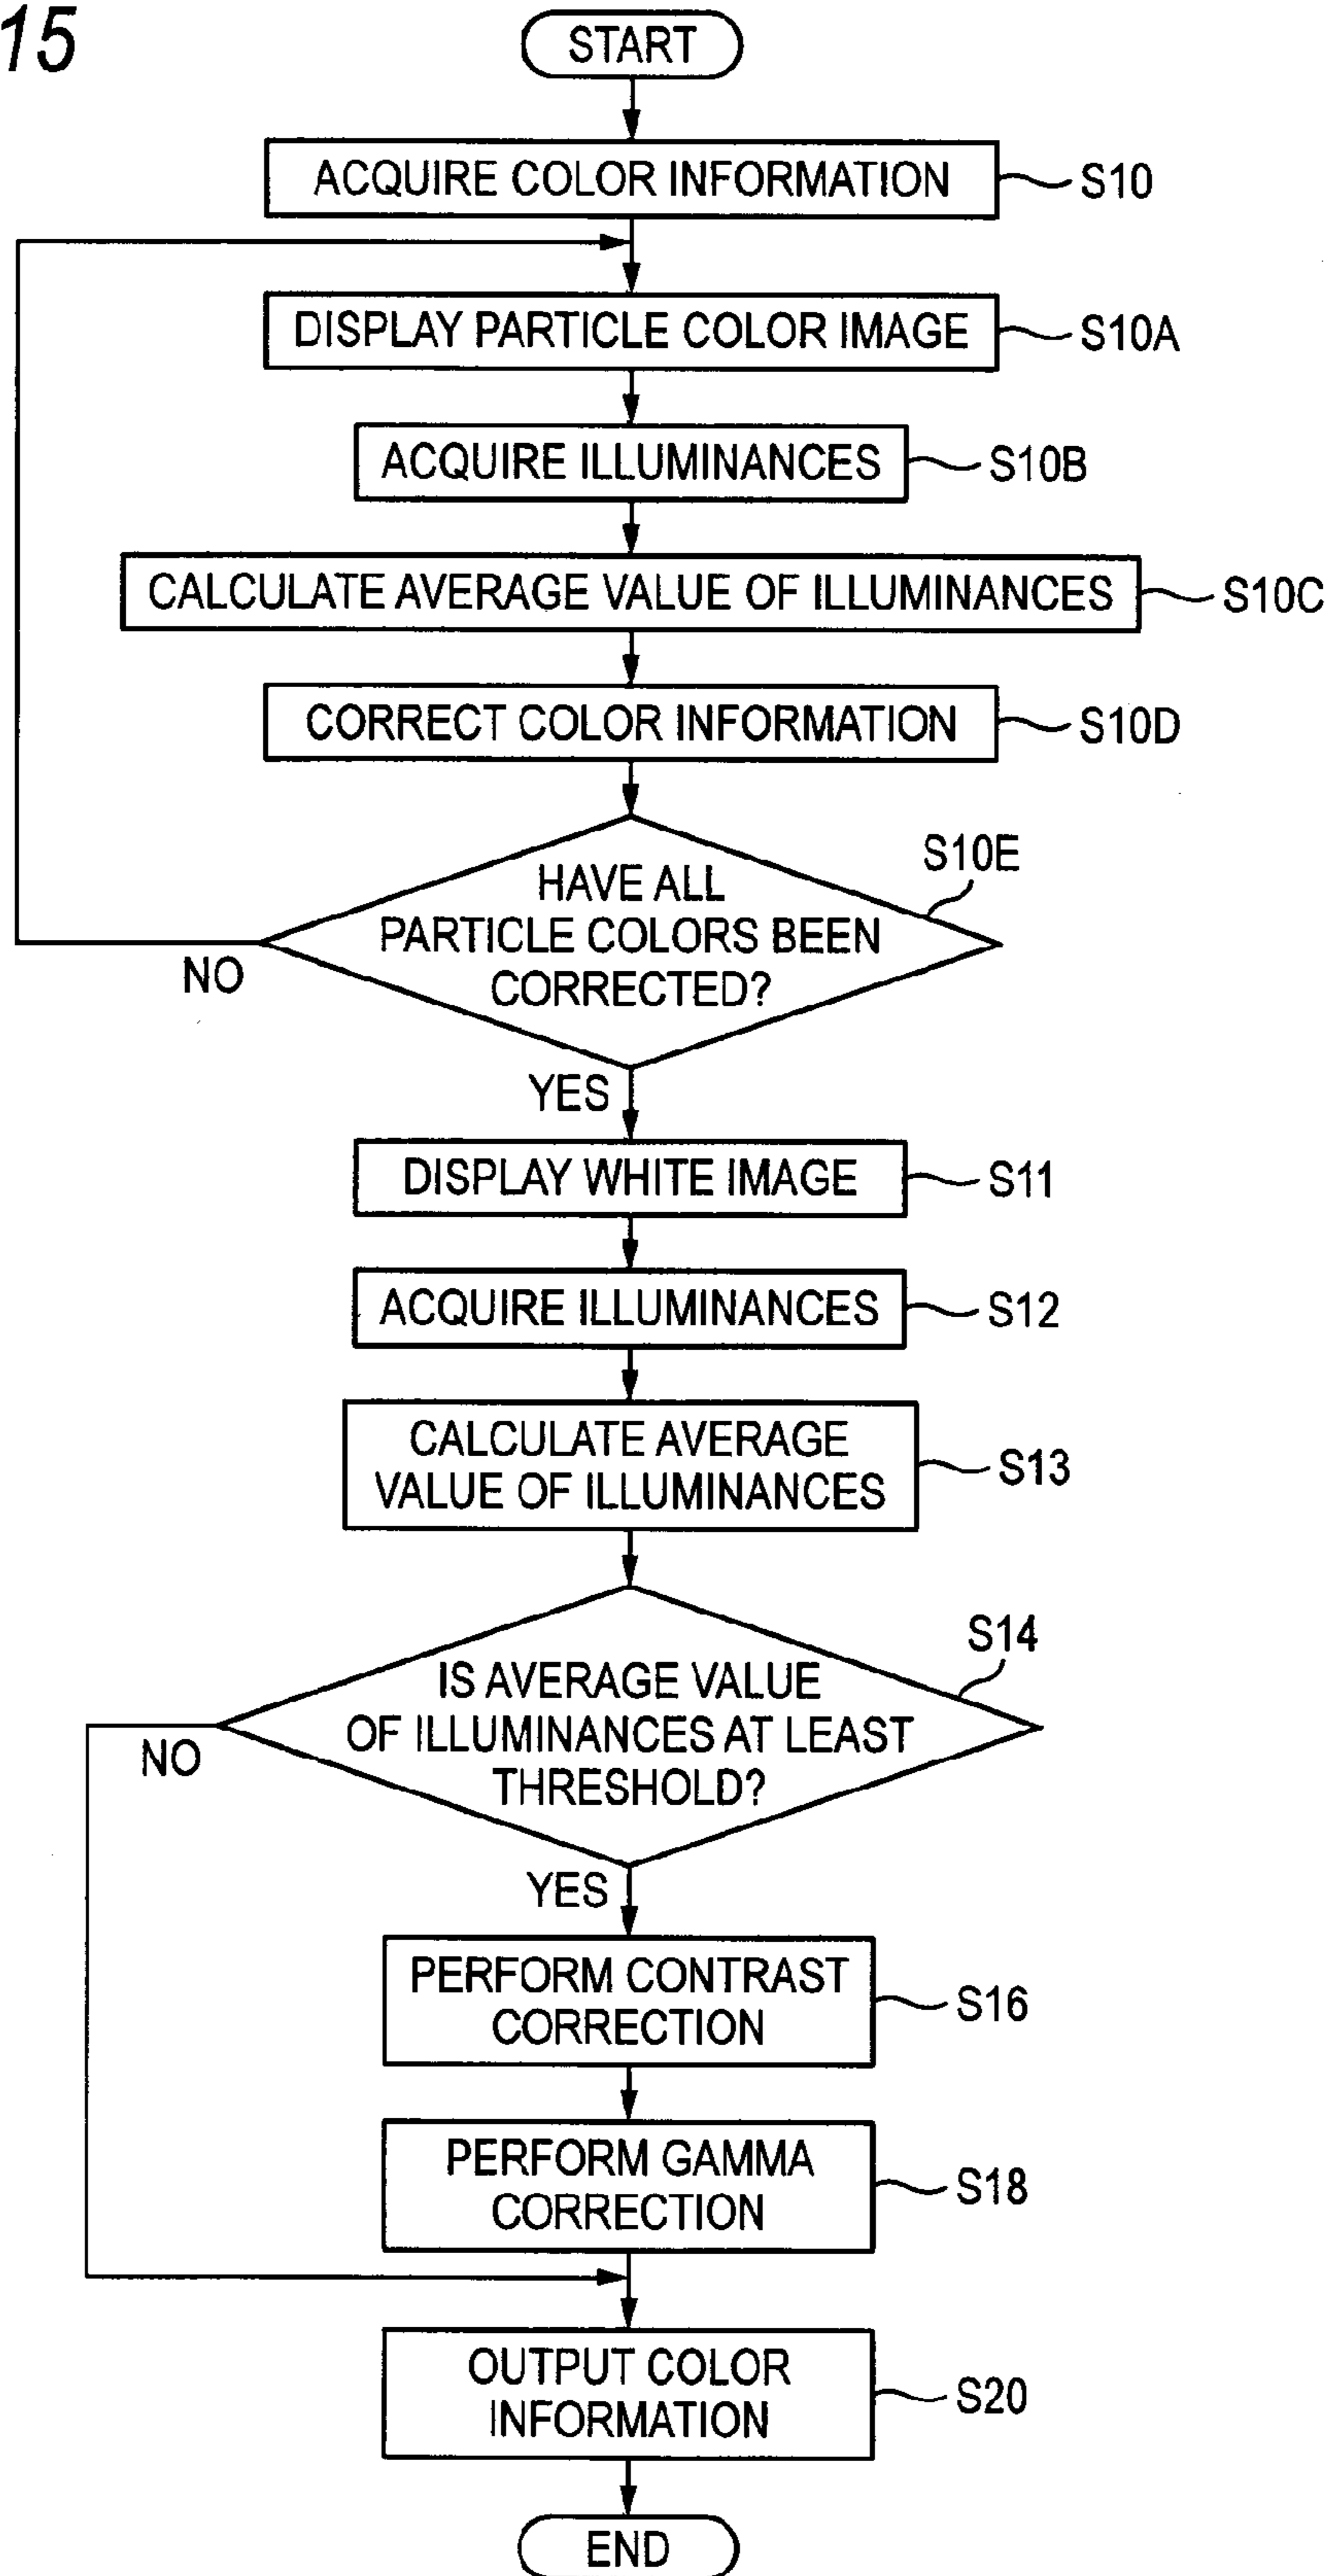 15
START
ACQUIRE COLOR INFORMATION
S10
DISPLAY PARTICLE COLOR IMAGE
S10A
ACQUIRE ILLUMINANCES
S10B
CALCULATE AVERAGE VALUE OF ILLUMINANCES
S10C
CORRECT COLOR INFORMATION
S10D
S10E
HAVE ALL
PARTICLE COLORS BEEN
CORRECTED?
NO
YES
DISPLAY WHITE IMAGE
S11
ACQUIRE ILLUMINANCES
S12
CALCULATE AVERAGE
VALUE OF ILLUMINANCES
S13
S14
IS AVERAGE VALUE
OF ILLUMINANCES AT LEAST
THRESHOLD?
NO
YES
PERFORM CONTRAST
CORRECTION
S16
PERFORM GAMMA
CORRECTION
S18
OUTPUT COLOR
INFORMATION
S20
END